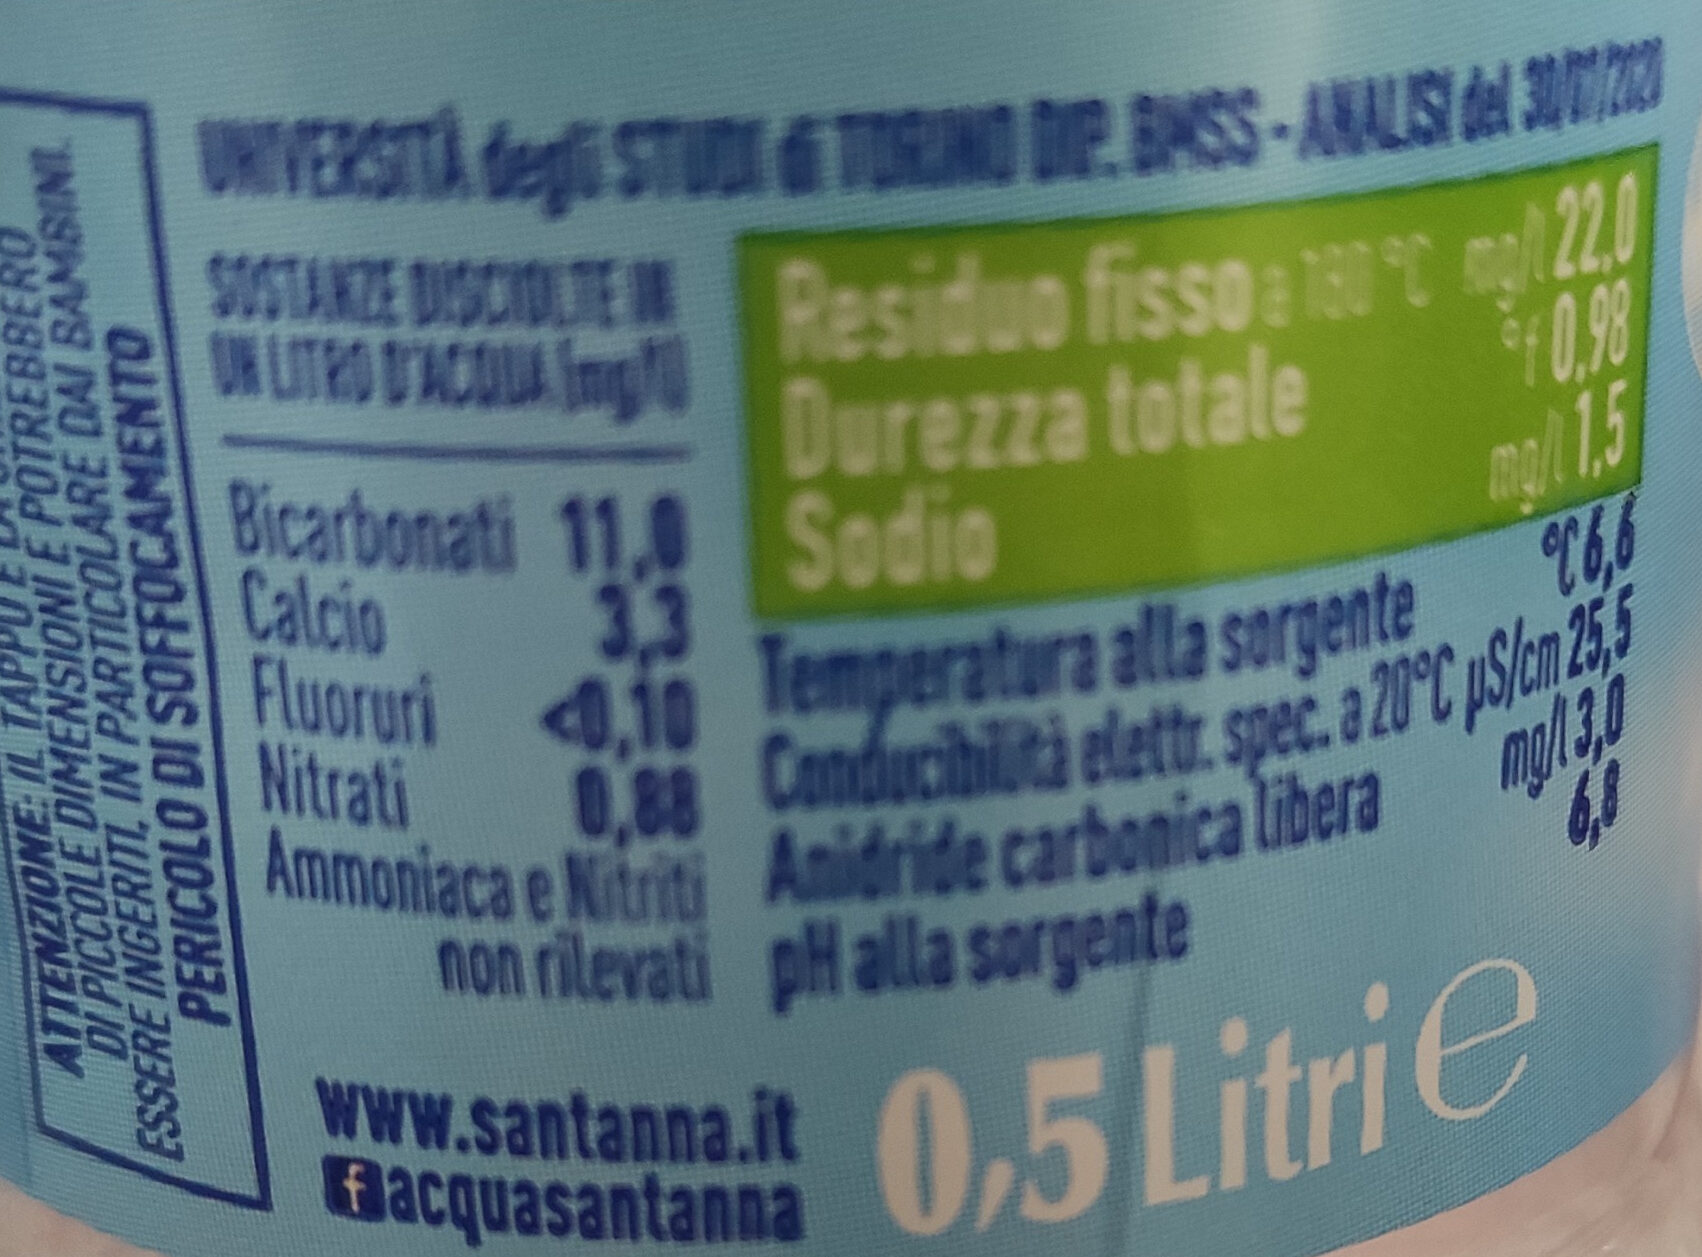 ATTENZIONE: IL TAPPO E
DI PICCOLE DIMENSIONI E POTREBBERO
ESSERE INGERITI, IN PARTICOLARE DAI BAMBINI.
PERICOLO DI SOFFOCAMENTO
UNIVERSITÀ degli STUDI di TORINO DIP. - ANALISI del
SOSTANZE DISCIOLTE IN
UN LITRO D'ACQUA (mg/l)
Bicarbonati 11,0
Calcio 3,3
Fluoruri <0,10
Nitrati 0,88
Ammoniaca e Nitriti
non rilevati
Residuo fisso a 180 °C mg/l 22,0
Durezza totale °f 0,98
Sodio mg/l 1,5
Temperatura alla sorgente °C 6,6
Conducibilità elettr. spec. a 20°C µS/cm 25,5
Anidride carbonica libera mg/l 3,0
pH alla sorgente 6,8
www.santanna.it
f acquasantanna
0,5 Litri e